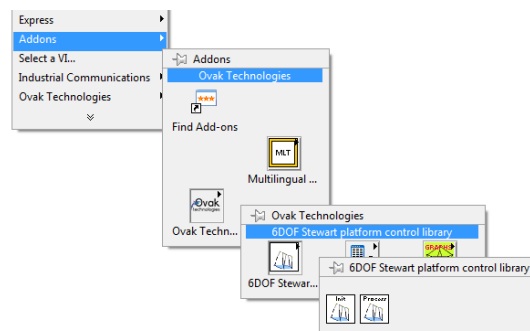 Express
Addons
Select a VI...
Industrial Communications
Ovak Technologies
Addons
Ovak Technologies
Find Add-ons
MLT
Multilingual ...
Ovak
technologies
Ovak Techn...
Ovak Technologies
6DOF Stewart platform control library
GRAPHS
6DOF Stewar...
6DOF Stewart platform control library
Init
Process